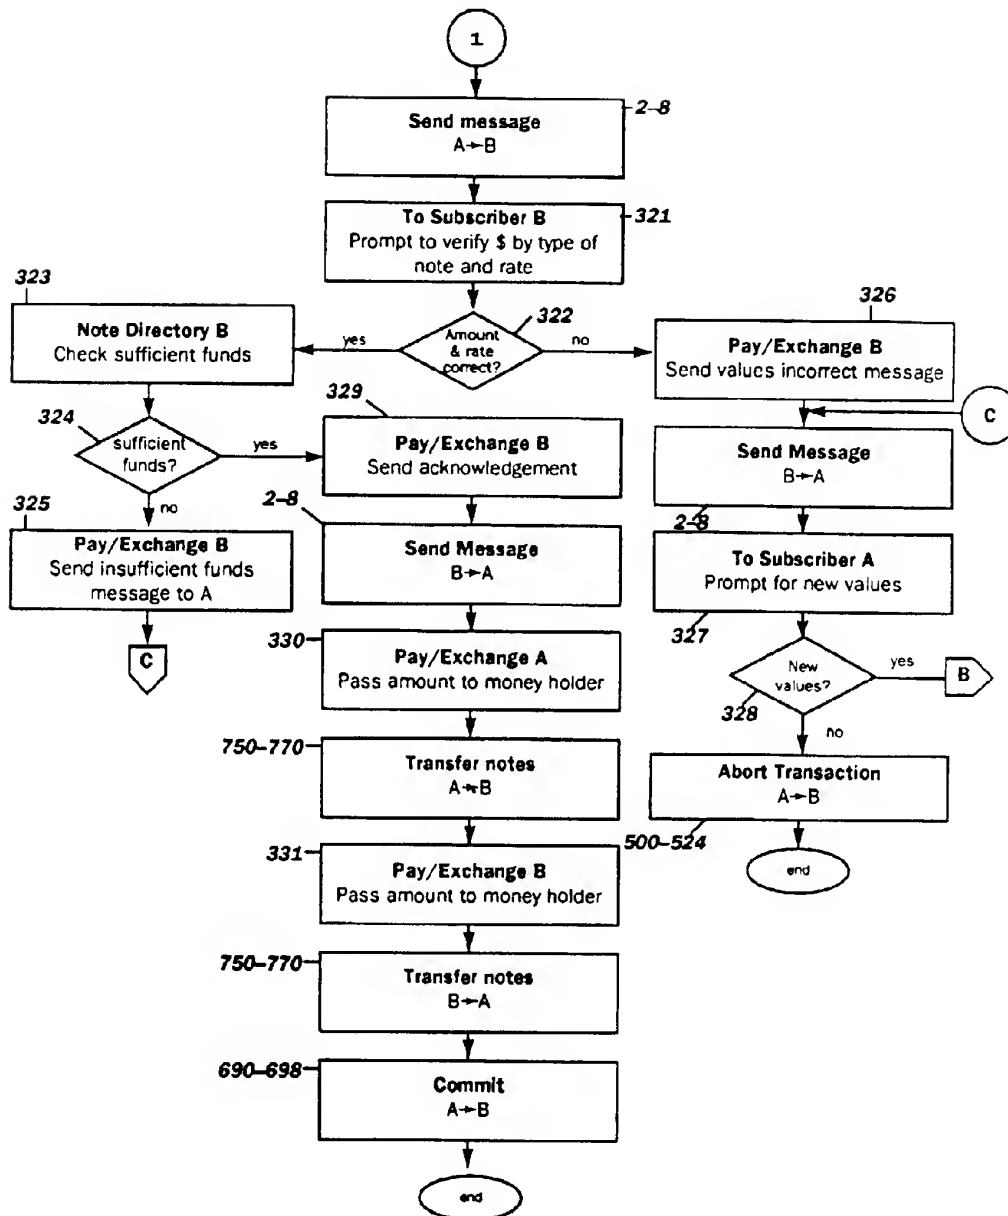 1
2-8
Send message
A→B
321
To Subscriber B
Prompt to verify $ by type of
note and rate
323
Note Directory B
Check sufficient funds
yes
322
Amount
& rate
correct?
no
326
Pay/Exchange B
Send values incorrect message
C
324
sufficient
funds?
yes
no
329
Pay/Exchange B
Send acknowledgement
Send Message
B→A
2-8
325
Pay/Exchange B
Send insufficient funds
message to A
C
2-8
Send Message
B→A
To Subscriber A
Prompt for new values
327
330
Pay/Exchange A
Pass amount to money holder
New
values?
328
yes
B
no
750-770
Transfer notes
A→B
Abort Transaction
A→B
500-524
end
331
Pay/Exchange B
Pass amount to money holder
750-770
Transfer notes
B→A
690-698
Commit
A→B
end